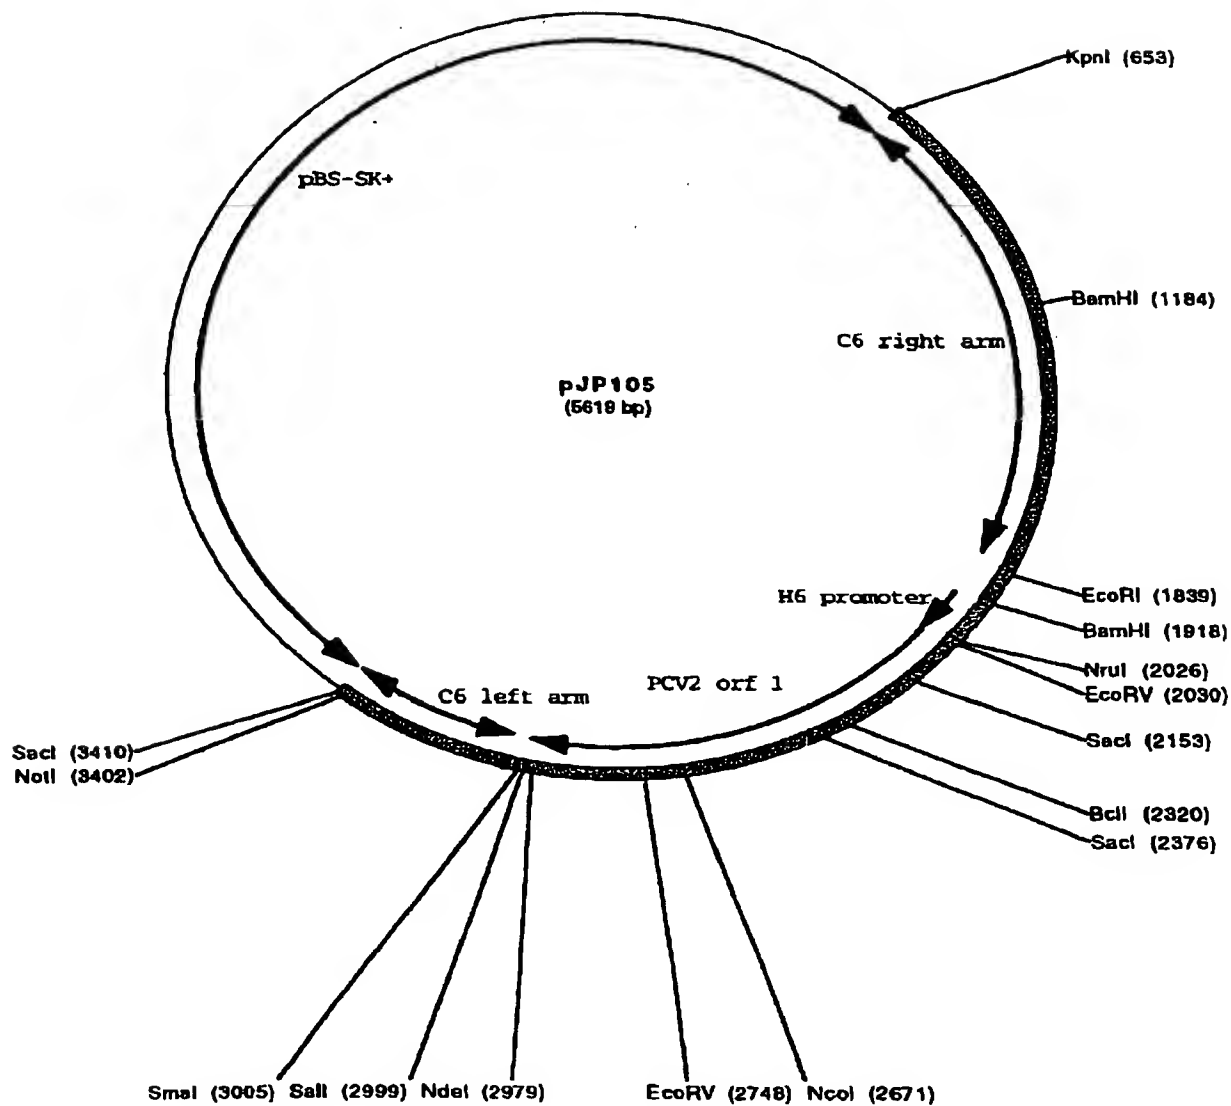 KpnI (653)
pBS-SK+
BamHI (1184)
C6 right arm
pJP105
(5619 bp)
H6 promoter
EcoRI (1839)
BamHI (1918)
NruI (2026)
EcoRV (2030)
PCV2 orf 1
C6 left arm
SacI (2153)
SacI (3410)
NotI (3402)
BclI (2320)
SacI (2376)
SmaI (3005) SalI (2999) NdeI (2979) EcoRV (2748) NcoI (2671)